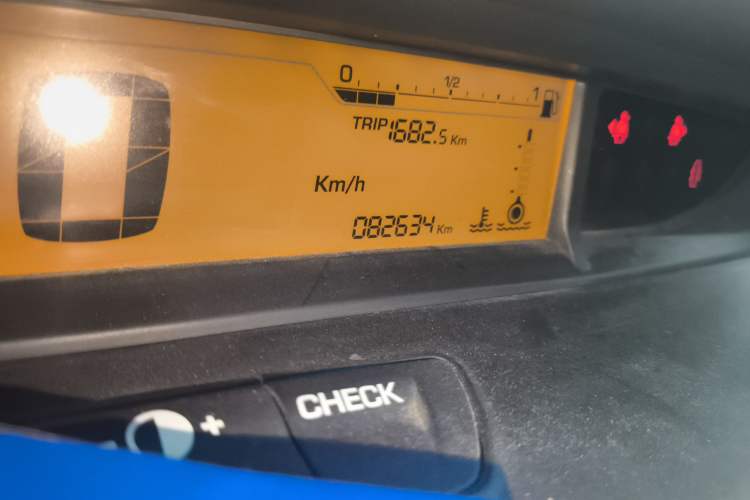 0 1/2 1
TRIP 1682.5 Km
Km/h
082634 Km
- +
CHECK